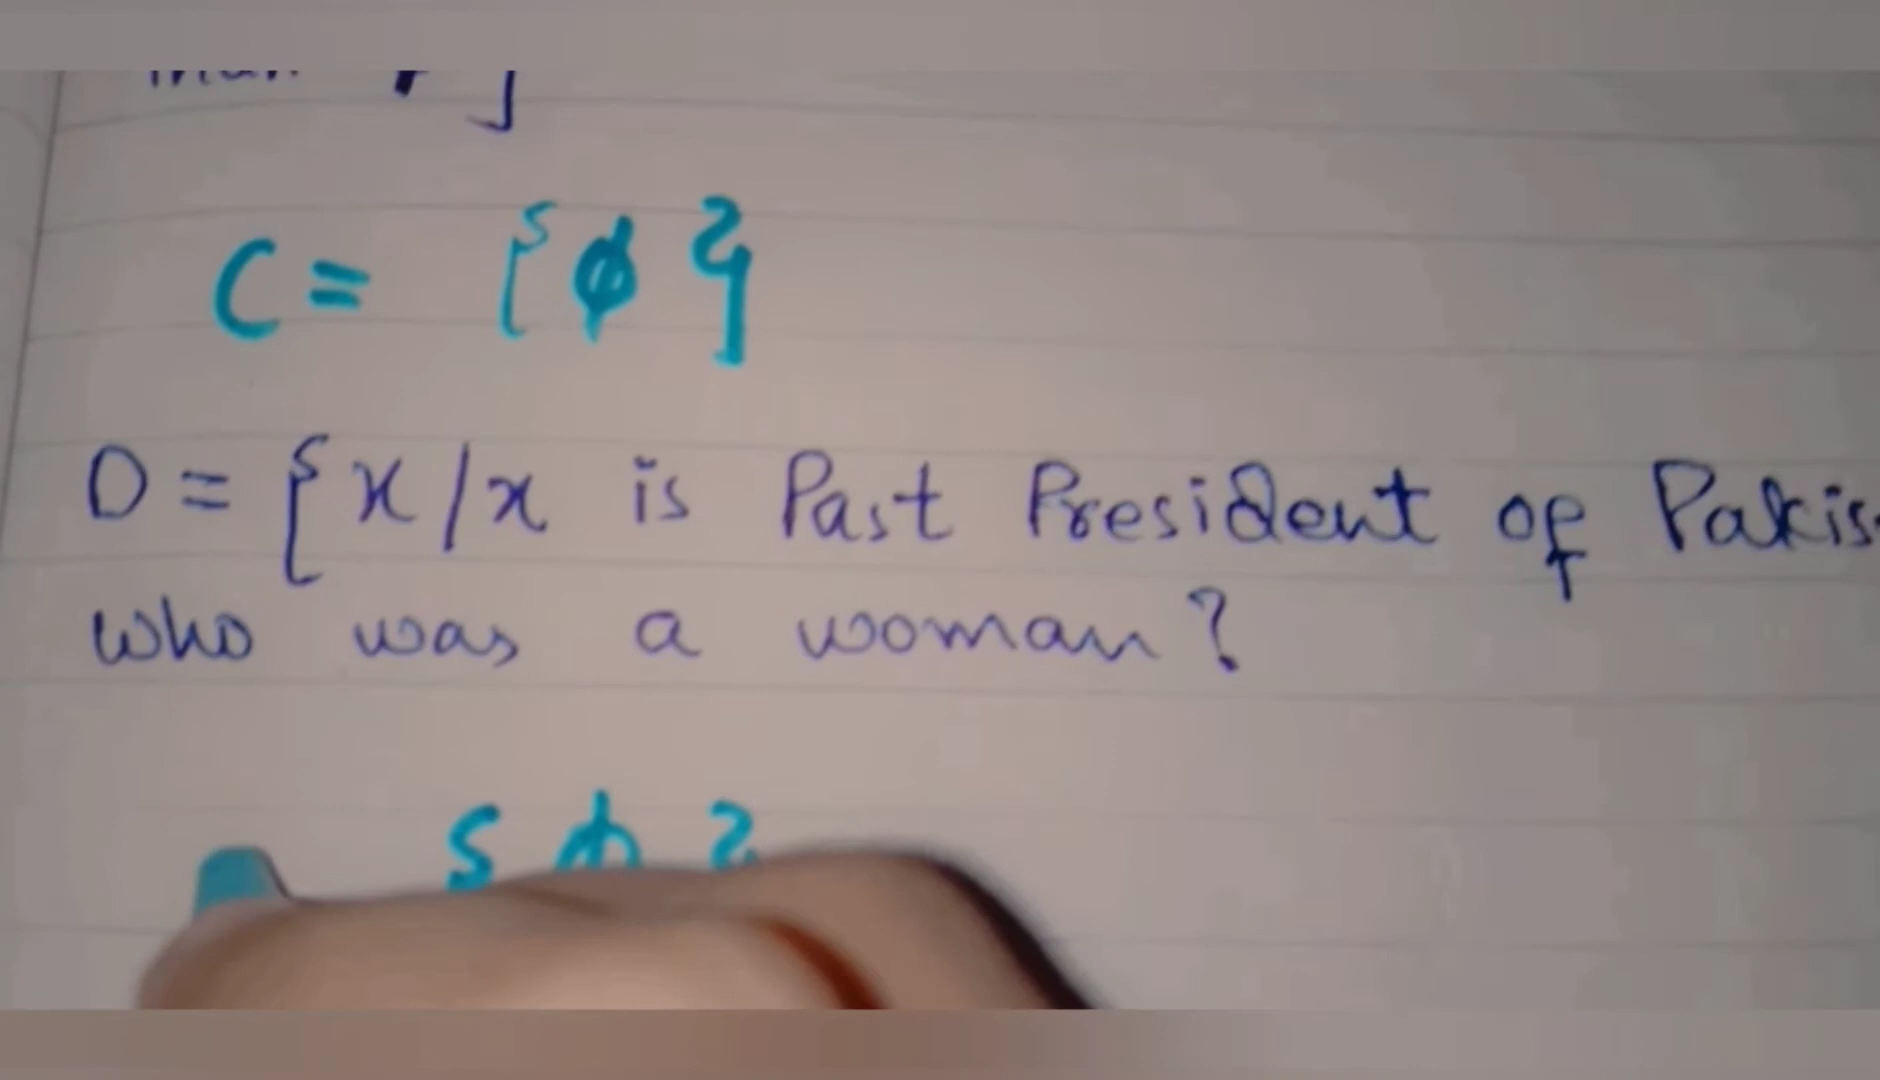 C = { φ }
D = { x / x is Past President of Pakis
who was a woman }
{ φ }